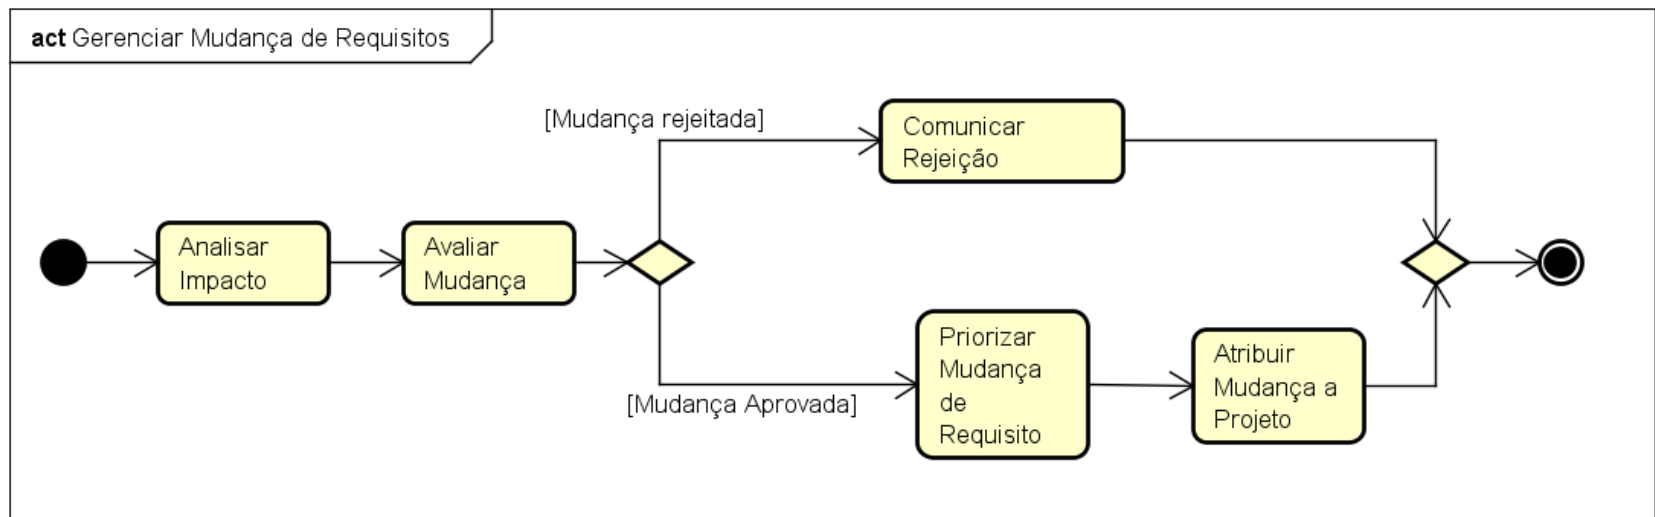 act Gerenciar Mudança de Requisitos
[Mudança rejeitada]
Comunicar
Rejeição
Analisar
Impacto
Avaliar
Mudança
[Mudança Aprovada]
Priorizar
Mudança
de
Requisito
Atribuir
Mudança a
Projeto